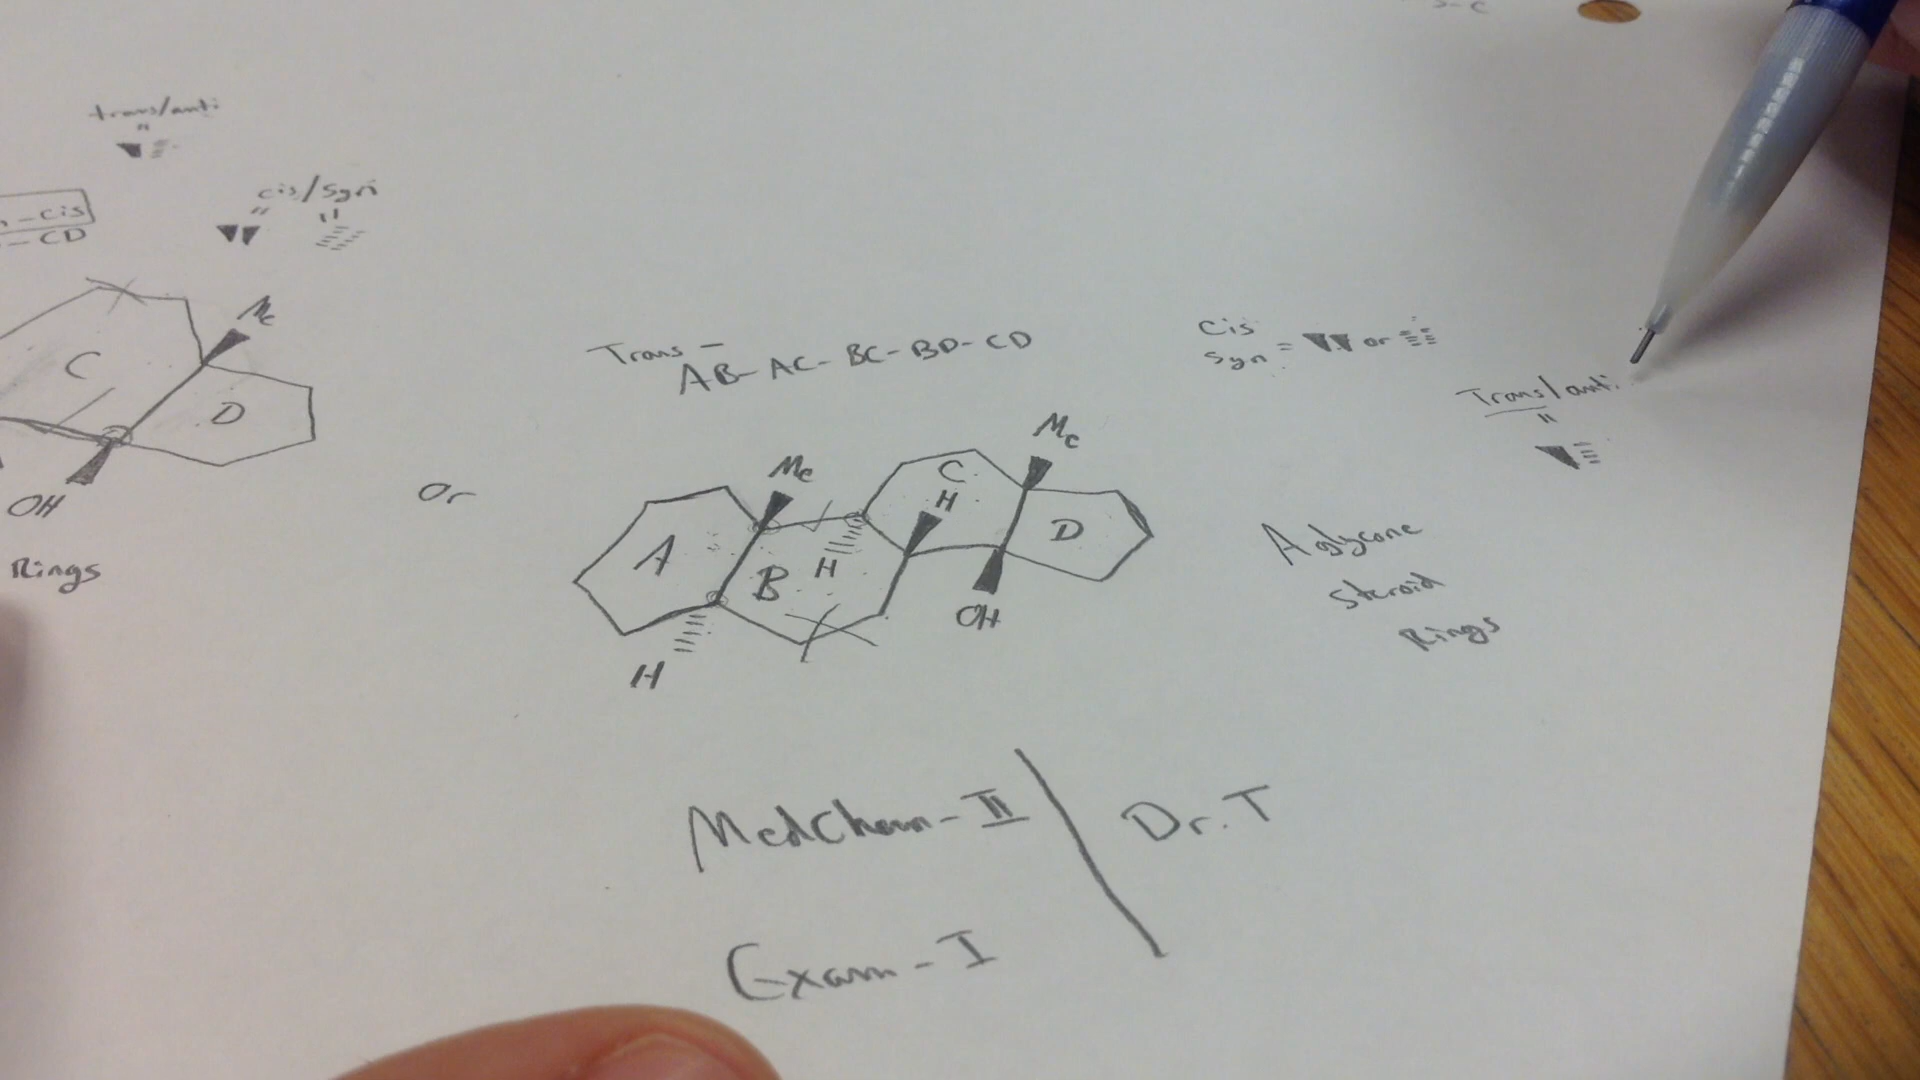 trans/anti
"
cis/syn
" "
- cis
- CD
Me
C
D
OH
Rings
Or
Trans -
AB- AC- BC- BD- CD
Cis
Syn = or
Trans/anti
"
Me
Me
C
H
A
B
H
D
H
OH
Aglycone
Steroid
Rings
MedChem-II
Dr. T
Exam-I